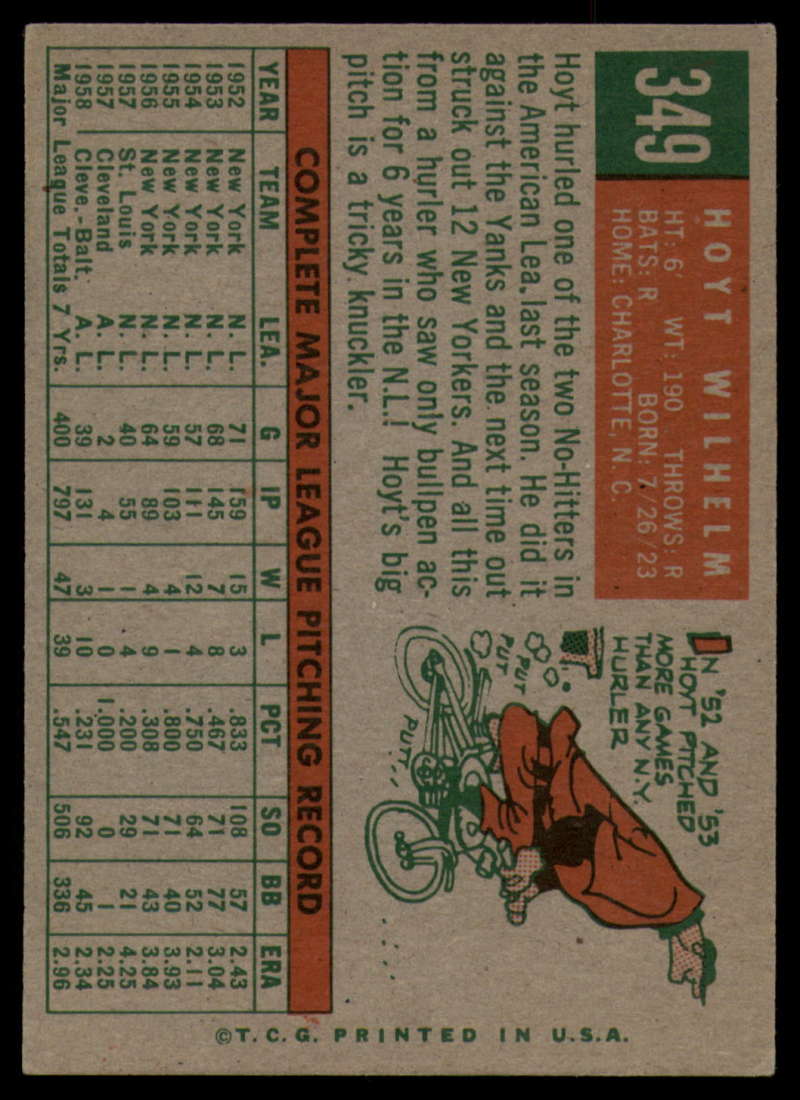 349
HOYT WILHELM
HT: 6' WT: 190 THROWS: R
BATS: R BORN: 7/26/23
HOME: CHARLOTTE, N. C.
Hoyt hurled one of the two No-Hitters in
the American Lea. last season. He did it
against the Yanks and the next time out
struck out 12 New Yorkers. And all this
from a hurler who saw only bullpen ac-
tion for 6 years in the N.L.! Hoyt's big
pitch is a tricky knuckler.
IN '52 AND '53
HOYT PITCHED
MORE GAMES
THAN ANY N.Y.
HURLER
PUT
PUT
PUTT...
COMPLETE MAJOR LEAGUE PITCHING RECORD
YEAR TEAM LEA. G IP W L PCT SO BB ERA
1952 New York N. L. 71 159 15 3 .833 108 57 2.43
1953 New York N. L. 68 145 7 8 .467 71 77 3.04
1954 New York N. L. 57 111 12 4 .750 64 52 2.11
1955 New York N. L. 59 103 4 1 .800 71 40 3.93
1956 New York N. L. 64 89 4 9 .308 71 43 3.84
1957 St. Louis N. L. 40 55 1 4 .200 29 21 4.25
1957 Cleveland A. L. 2 4 1 0 1.000 0 1 2.25
1958 Cleve.-Balt. A. L. 39 131 3 10 .231 92 45 2.34
Major League Totals 7 Yrs. 400 797 47 39 .547 506 336 2.96
©T. C. G. PRINTED IN U.S.A.